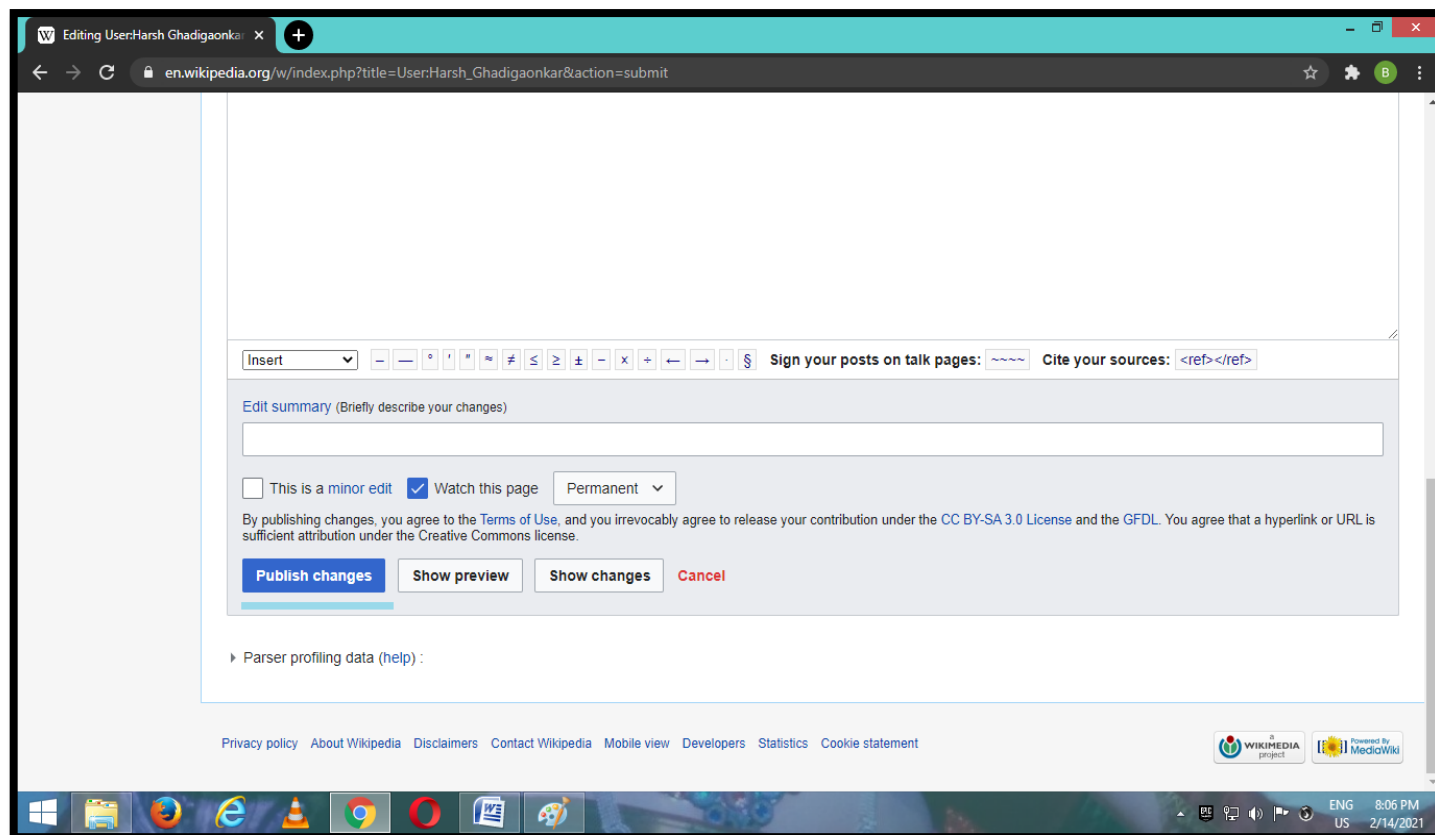 Editing User:Harsh Ghadigaonkar
en.wikipedia.org/w/index.php?title=User:Harsh_Ghadigaonkar&action=submit
B
Insert – — ° ′ ″ ≈ ≠ ≤ ≥ ± − × ÷ ← → · § Sign your posts on talk pages: ~~~~ Cite your sources: <ref></ref>
Edit summary (Briefly describe your changes)
This is a minor edit Watch this page Permanent
By publishing changes, you agree to the Terms of Use, and you irrevocably agree to release your contribution under the CC BY-SA 3.0 License and the GFDL. You agree that a hyperlink or URL is
sufficient attribution under the Creative Commons license.
Publish changes Show preview Show changes Cancel
Parser profiling data (help) :
Privacy policy About Wikipedia Disclaimers Contact Wikipedia Mobile view Developers Statistics Cookie statement
a
WIKIMEDIA
project
Powered By
MediaWiki
ENG 8:06 PM
US 2/14/2021